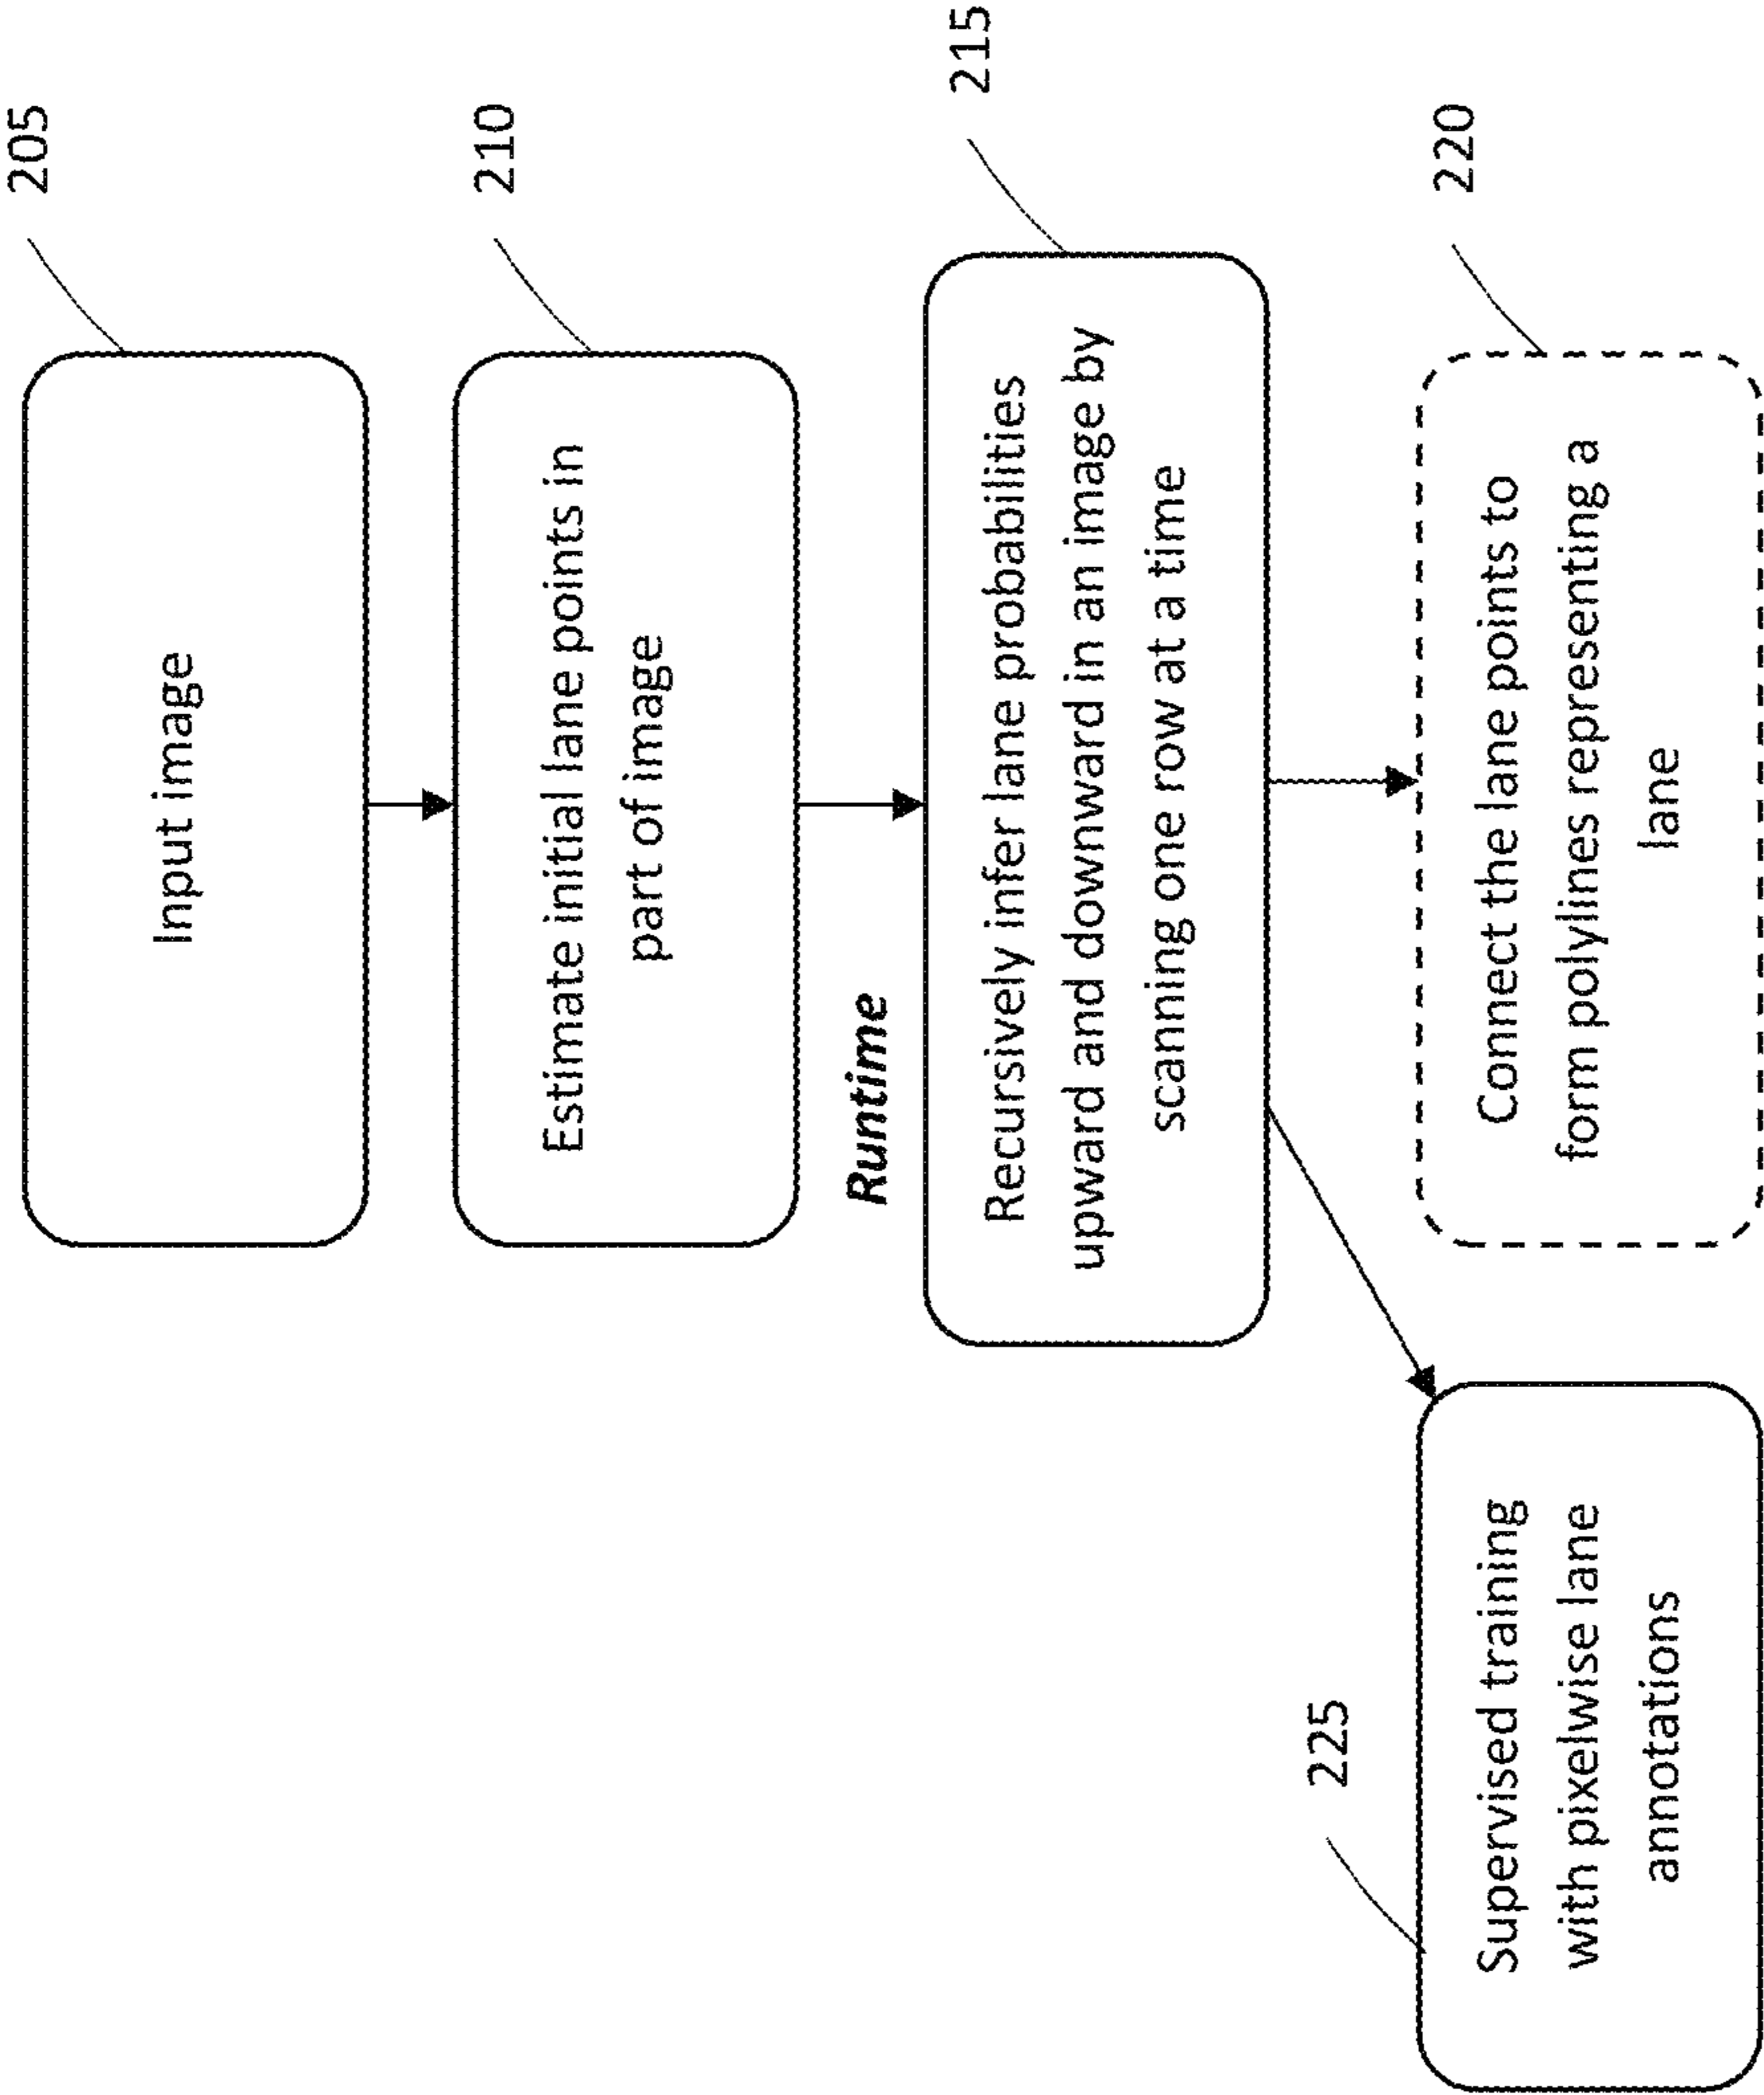 205
Input image
210
Estimate initial lane points in
part of image
Runtime
215
Recursively infer lane probabilities
upward and downward in an image by
scanning one row at a time
225
Supervised training
with pixelwise lane
annotations
220
Connect the lane points to
form polylines representing a
lane